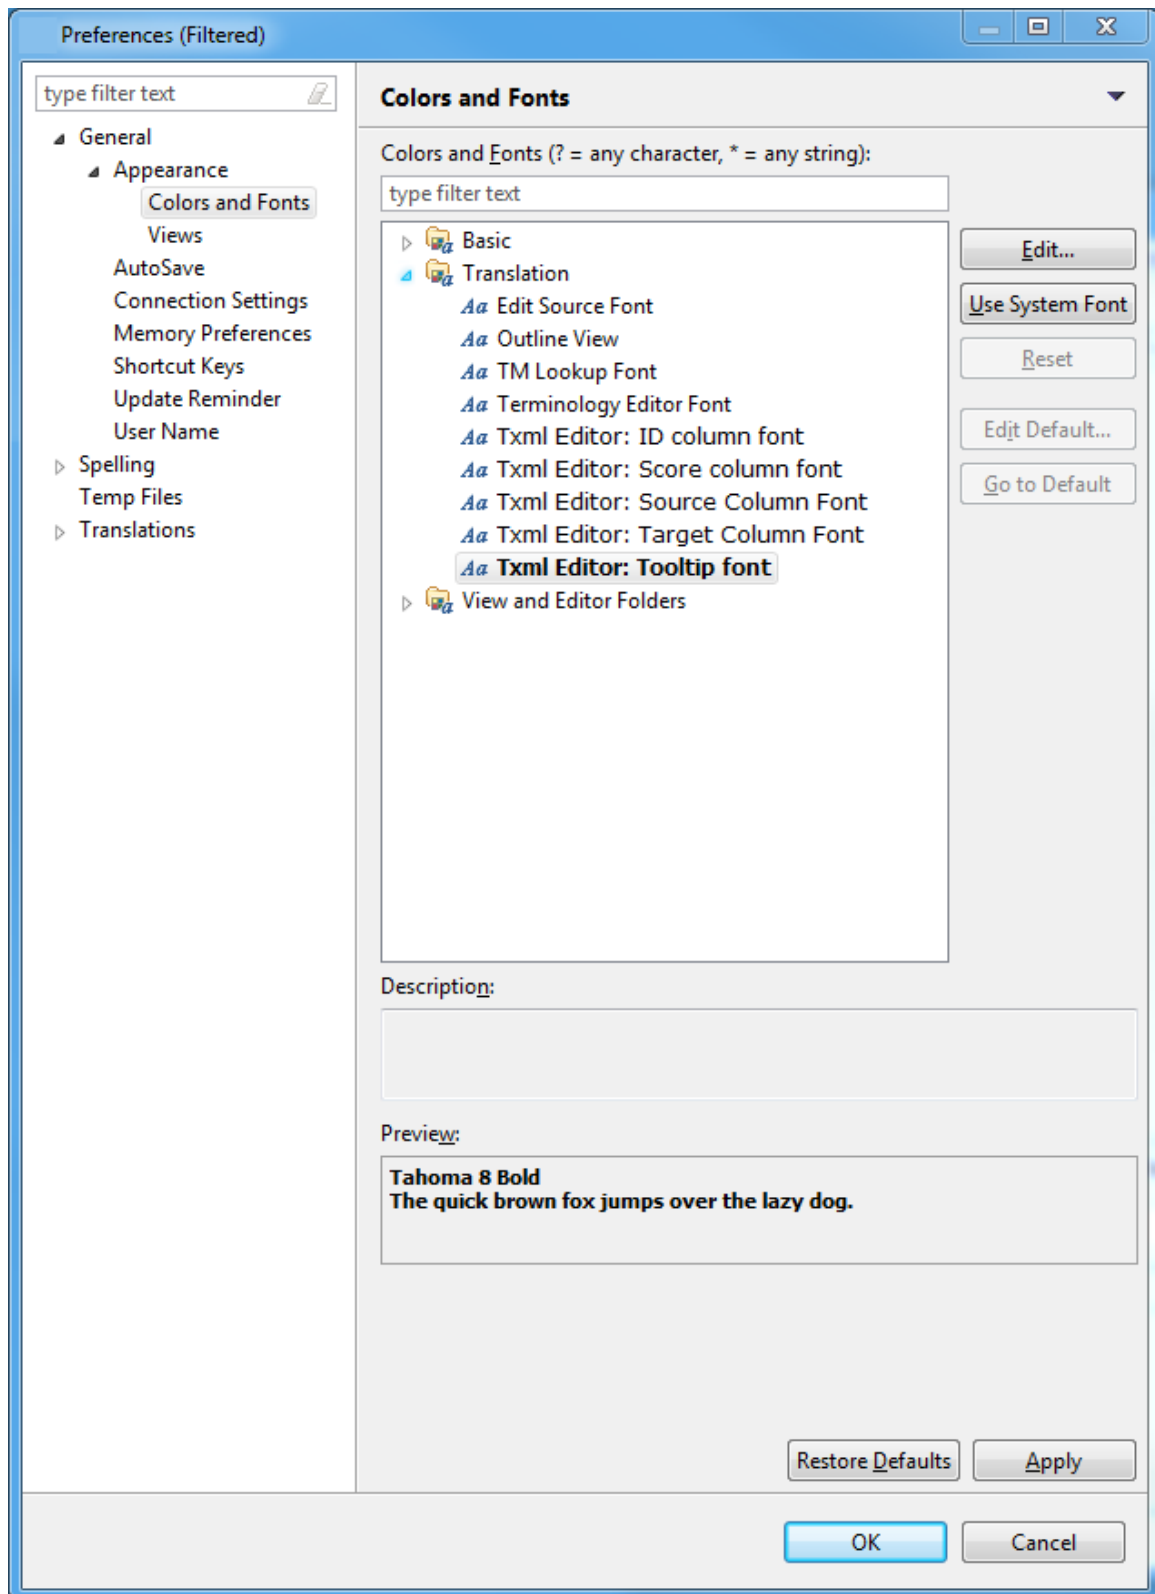 Preferences (Filtered)
type filter text
General
Appearance
Colors and Fonts
Views
AutoSave
Connection Settings
Memory Preferences
Shortcut Keys
Update Reminder
User Name
Spelling
Temp Files
Translations
Colors and Fonts
Colors and Fonts (? = any character, * = any string):
type filter text
Basic
Translation
Aa Edit Source Font
Aa Outline View
Aa TM Lookup Font
Aa Terminology Editor Font
Aa Txml Editor: ID column font
Aa Txml Editor: Score column font
Aa Txml Editor: Source Column Font
Aa Txml Editor: Target Column Font
Aa Txml Editor: Tooltip font
View and Editor Folders
Edit...
Use System Font
Reset
Edit Default...
Go to Default
Description:
Preview:
Tahoma 8 Bold
The quick brown fox jumps over the lazy dog.
Restore Defaults
Apply
OK
Cancel